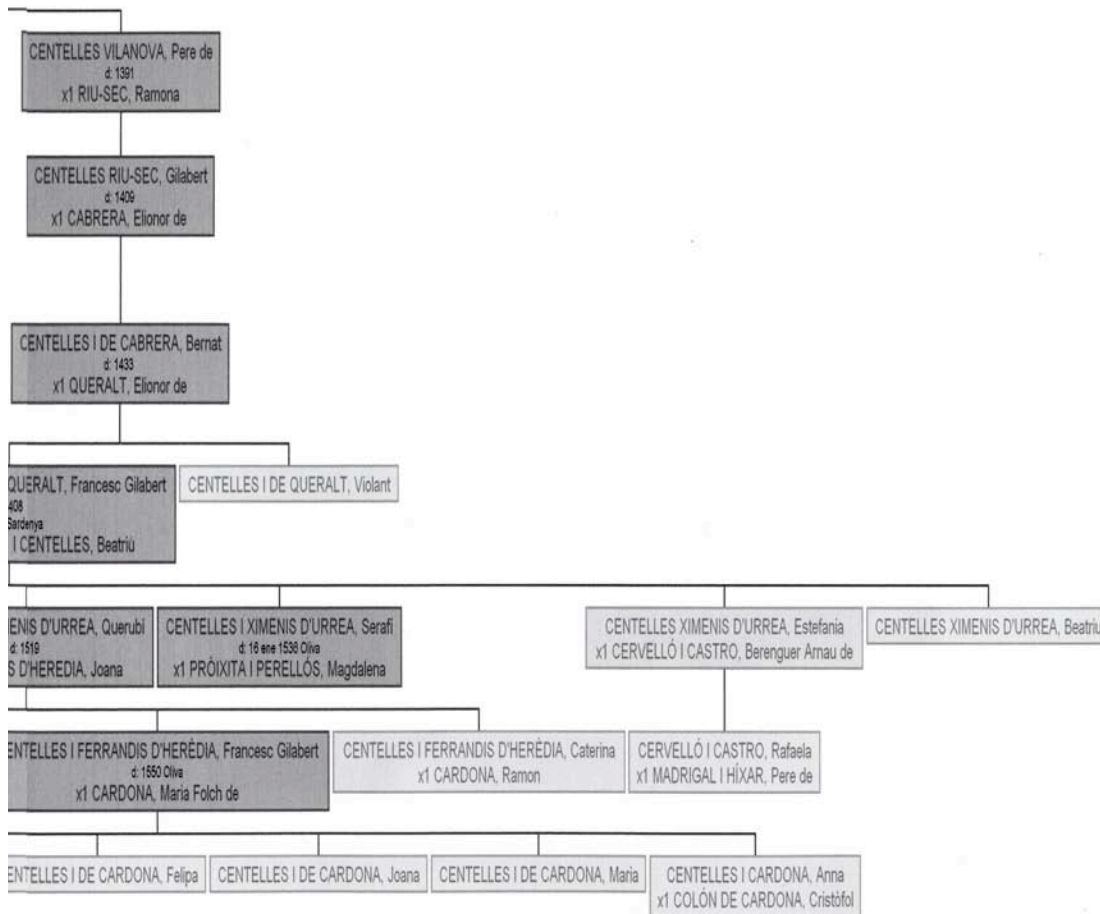 CENTELLES VILANOVA, Pere de
d: 1391
x1 RIU-SEC, Ramona
CENTELLES RIU-SEC, Gilabert
d: 1409
x1 CABRERA, Elionor de
CENTELLES I DE CABRERA, Bernat
d: 1433
x1 QUERALT, Elionor de
QUERALT, Francesc Gilabert
408
Sardenya
I CENTELLES, Beatriu
CENTELLES I DE QUERALT, Violant
MENIS D'URREA, Querubí
d: 1519
S D'HEREDIA, Joana
CENTELLES I XIMENIS D'URREA, Serafí
d: 16 ene 1536 Oliva
x1 PRÓIXITA I PERELLÓS, Magdalena
CENTELLES XIMENIS D'URREA, Estefania
x1 CERVELLÓ I CASTRO, Berenguer Arnau de
CENTELLES XIMENIS D'URREA, Beatriu
CENTELLES I FERRANDIS D'HERÈDIA, Francesc Gilabert
d: 1550 Oliva
x1 CARDONA, Maria Folch de
CENTELLES I FERRANDIS D'HERÈDIA, Caterina
x1 CARDONA, Ramon
CERVELLÓ I CASTRO, Rafaela
x1 MADRIGAL I HÍXAR, Pere de
ENTELLES I DE CARDONA, Felipa
CENTELLES I DE CARDONA, Joana
CENTELLES I DE CARDONA, Maria
CENTELLES I CARDONA, Anna
x1 COLÓN DE CARDONA, Cristòfol